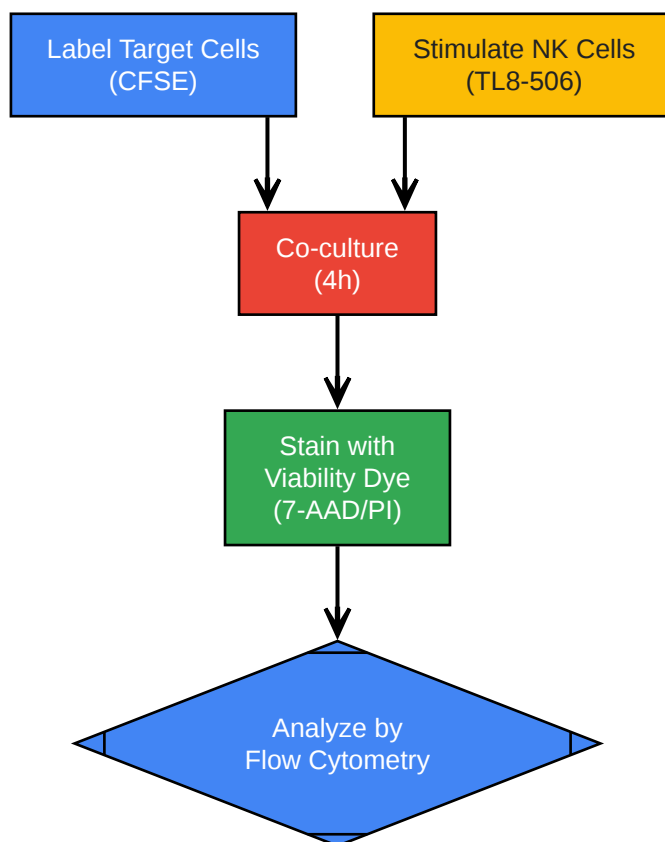 Label Target Cells
(CFSE)
Stimulate NK Cells
(TL8-506)
Co-culture
(4h)
Stain with
Viability Dye
(7-AAD/PI)
Analyze by
Flow Cytometry